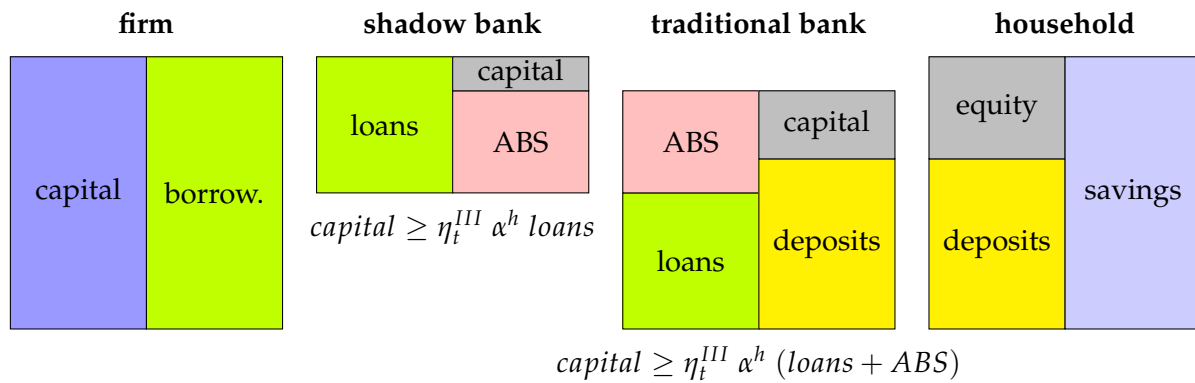 firm
shadow bank
traditional bank
household
capital
borrow.
loans
capital
ABS
capital ≥ η_t^{III} α^h loans
ABS
loans
capital
deposits
capital ≥ η_t^{III} α^h (loans + ABS)
equity
deposits
savings